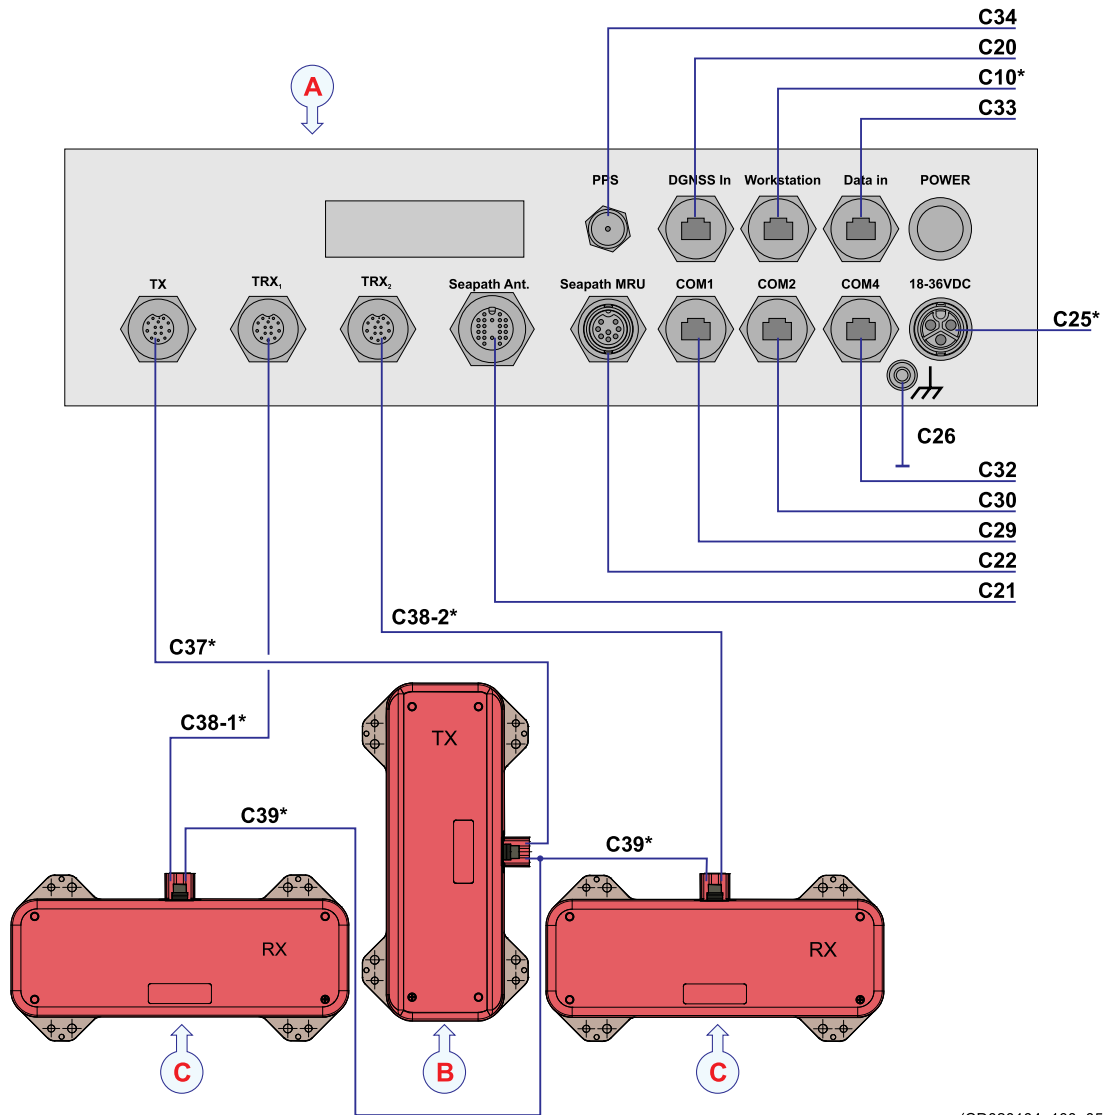 C34
C20
C10*
C33
A
PPS
DGNSS In
Workstation
Data in
POWER
TX
TRX₁
TRX₂
Seapath Ant.
Seapath MRU
COM1
COM2
COM4
18-36VDC
C25*
C26
C32
C30
C29
C22
C21
C38-2*
C37*
C38-1*
TX
C39*
C39*
RX
RX
C
B
C